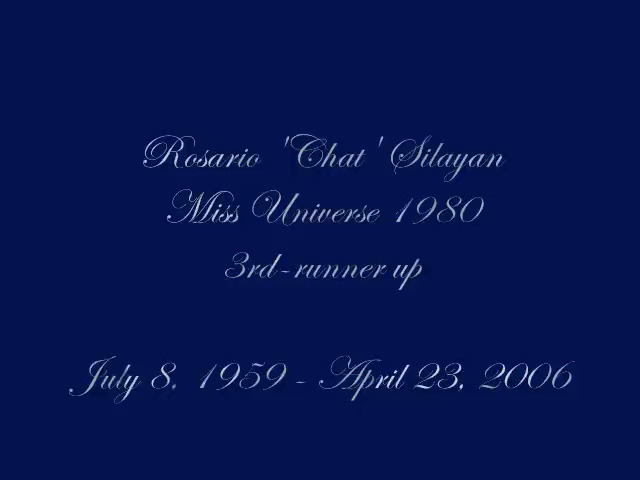 Rosario 'Chat' Silayan
Miss Universe 1980
3rd-runner up
July 8, 1959 - April 23, 2006